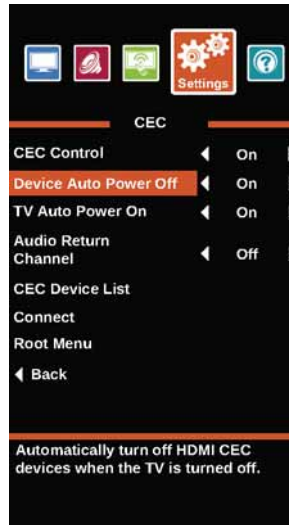 Settings
CEC
CEC Control On
Device Auto Power Off On
TV Auto Power On On
Audio Return
Channel Off
CEC Device List
Connect
Root Menu
Back
Automatically turn off HDMI CEC
devices when the TV is turned off.